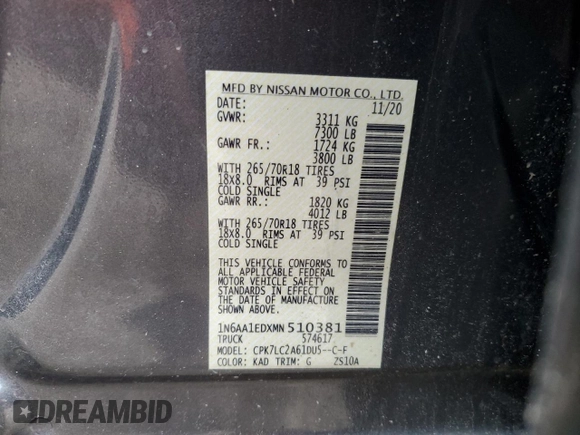 MFD BY NISSAN MOTOR CO., LTD.
DATE: 11/20
GVWR: 3311 KG
7300 LB
GAWR FR.: 1724 KG
3800 LB
WITH 265/70R18 TIRES
18X8.0 RIMS AT 39 PSI
COLD SINGLE
GAWR RR.: 1820 KG
4012 LB
WITH 265/70R18 TIRES
18X8.0 RIMS AT 39 PSI
COLD SINGLE
THIS VEHICLE CONFORMS TO
ALL APPLICABLE FEDERAL
MOTOR VEHICLE SAFETY
STANDARDS IN EFFECT ON
THE DATE OF MANUFACTURE
SHOWN ABOVE
1N6AA1EDXMN510381
TRUCK 574617
MODEL: CPK7LC2A61DUS--C-F
COLOR: KAD TRIM: G 2S10A
DREAMBID